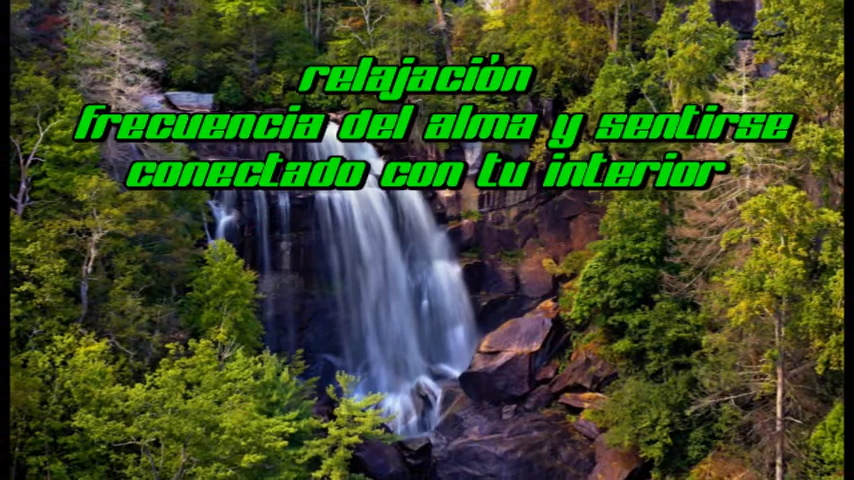 relajación
frecuencia del alma y sentirse
conectado con tu interior